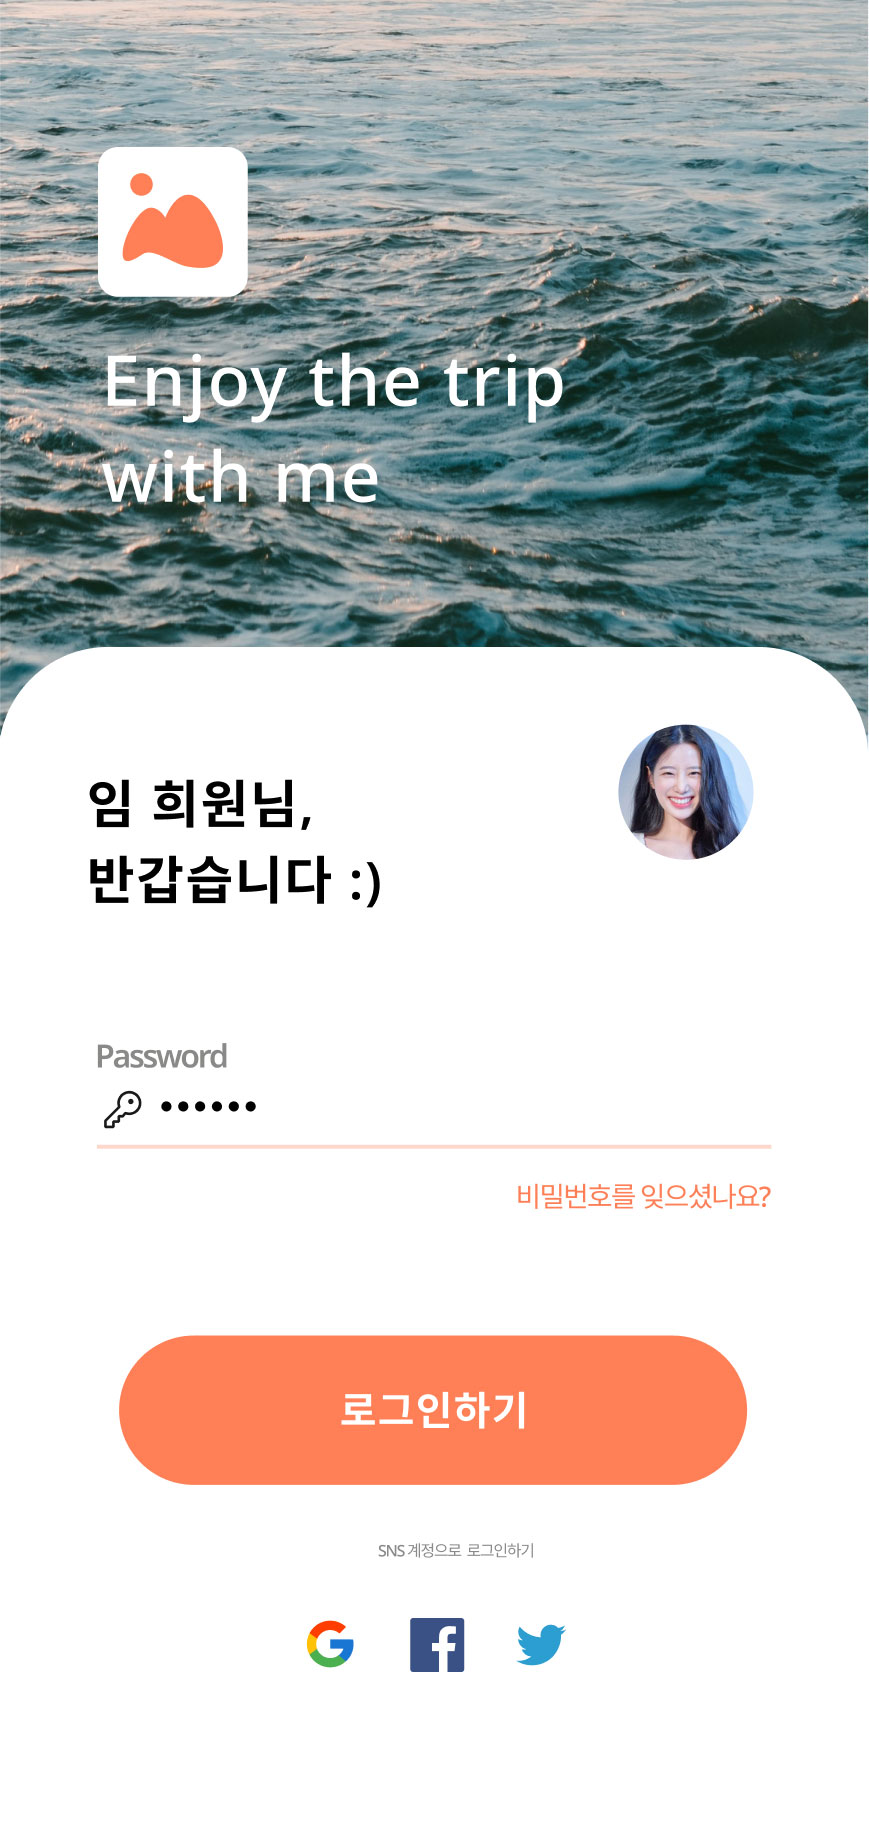 Enjoy the trip
with me
임 희원님,
반갑습니다 :)
Password
••••••
비밀번호를 잊으셨나요?
로그인하기
SNS 계정으로 로그인하기